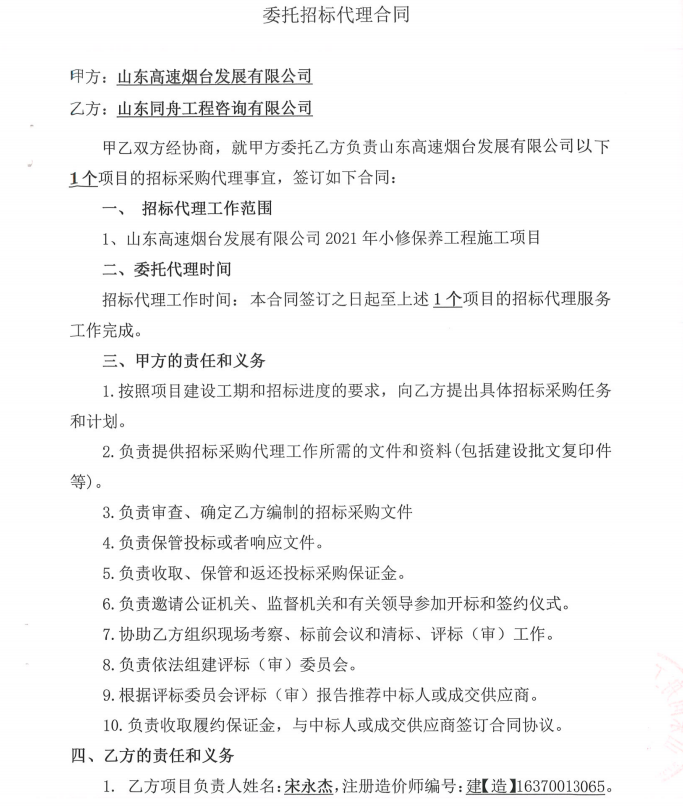 委托招标代理合同
甲方：山东高速烟台发展有限公司
乙方：山东同舟工程咨询有限公司
甲乙双方经协商，就甲方委托乙方负责山东高速烟台发展有限公司以下
1个项目的招标采购代理事宜，签订如下合同：
一、 招标代理工作范围
1、山东高速烟台发展有限公司 2021 年小修保养工程施工项目
二、委托代理时间
招标代理工作时间：本合同签订之日起至上述 1 个项目的招标代理服务
工作完成。
三、甲方的责任和义务
1.按照项目建设工期和招标进度的要求，向乙方提出具体招标采购任务
和计划。
2.负责提供招标采购代理工作所需的文件和资料(包括建设批文复印件
等)。
3.负责审查、确定乙方编制的招标采购文件
4.负责保管投标或者响应文件。
5.负责收取、保管和返还投标采购保证金。
6.负责邀请公证机关、监督机关和有关领导参加开标和签约仪式。
7.协助乙方组织现场考察、标前会议和清标、评标（审）工作。
8.负责依法组建评标（审）委员会。
9.根据评标委员会评标（审）报告推荐中标人或成交供应商。
10.负责收取履约保证金，与中标人或成交供应商签订合同协议。
四、乙方的责任和义务
1. 乙方项目负责人姓名：宋永杰，注册造价师编号：建【造】16370013065。